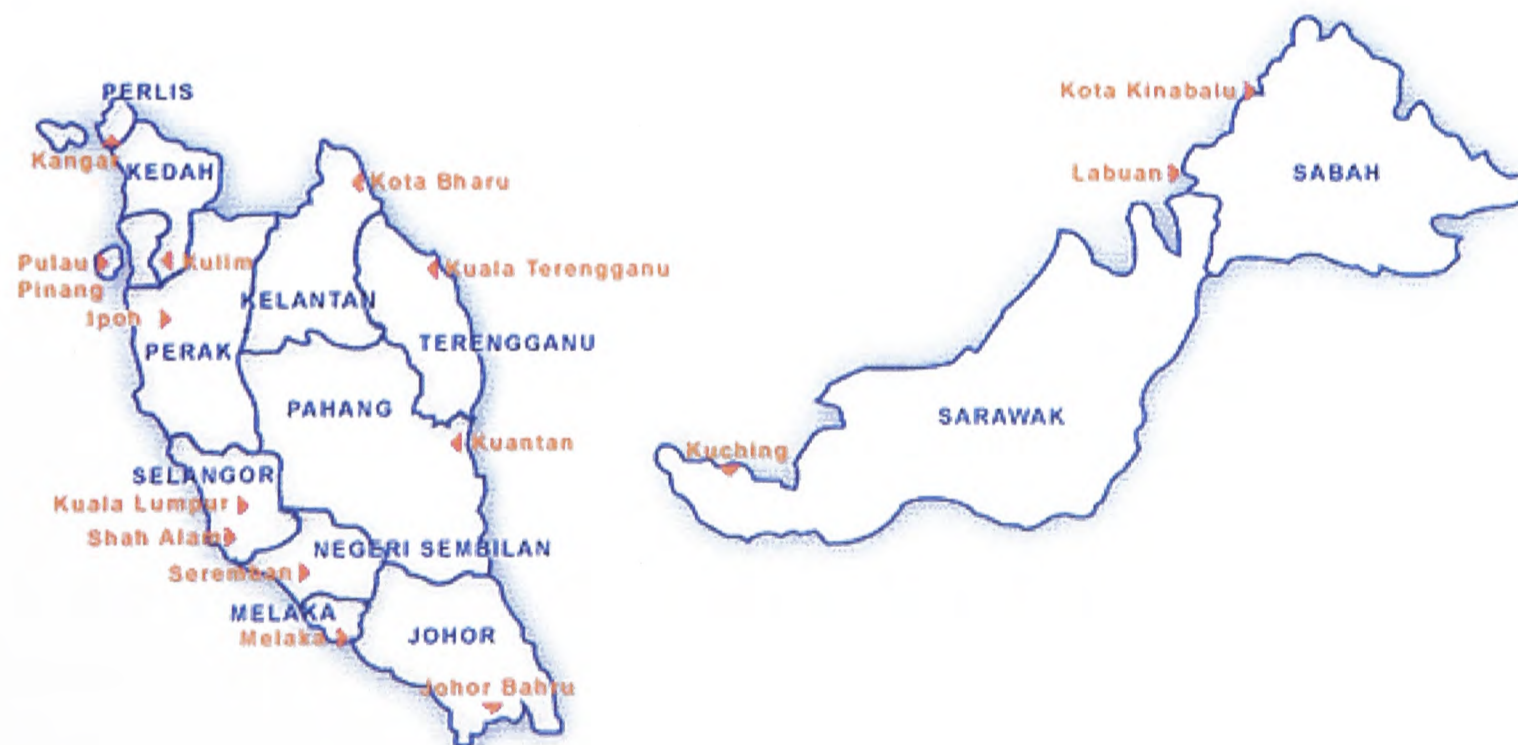 PERLIS
Kangar
KEDAH
Kota Bharu
Pulau
Pinang
Kulim
Kuala Terengganu
KELANTAN
Ipoh
PERAK
TERENGGANU
PAHANG
Kuantan
SELANGOR
Kuala Lumpur
Shah Alam
NEGERI SEMBILAN
Seremban
MELAKA
Melaka
JOHOR
Johor Bahru
Kota Kinabalu
Labuan
SABAH
SARAWAK
Kuching